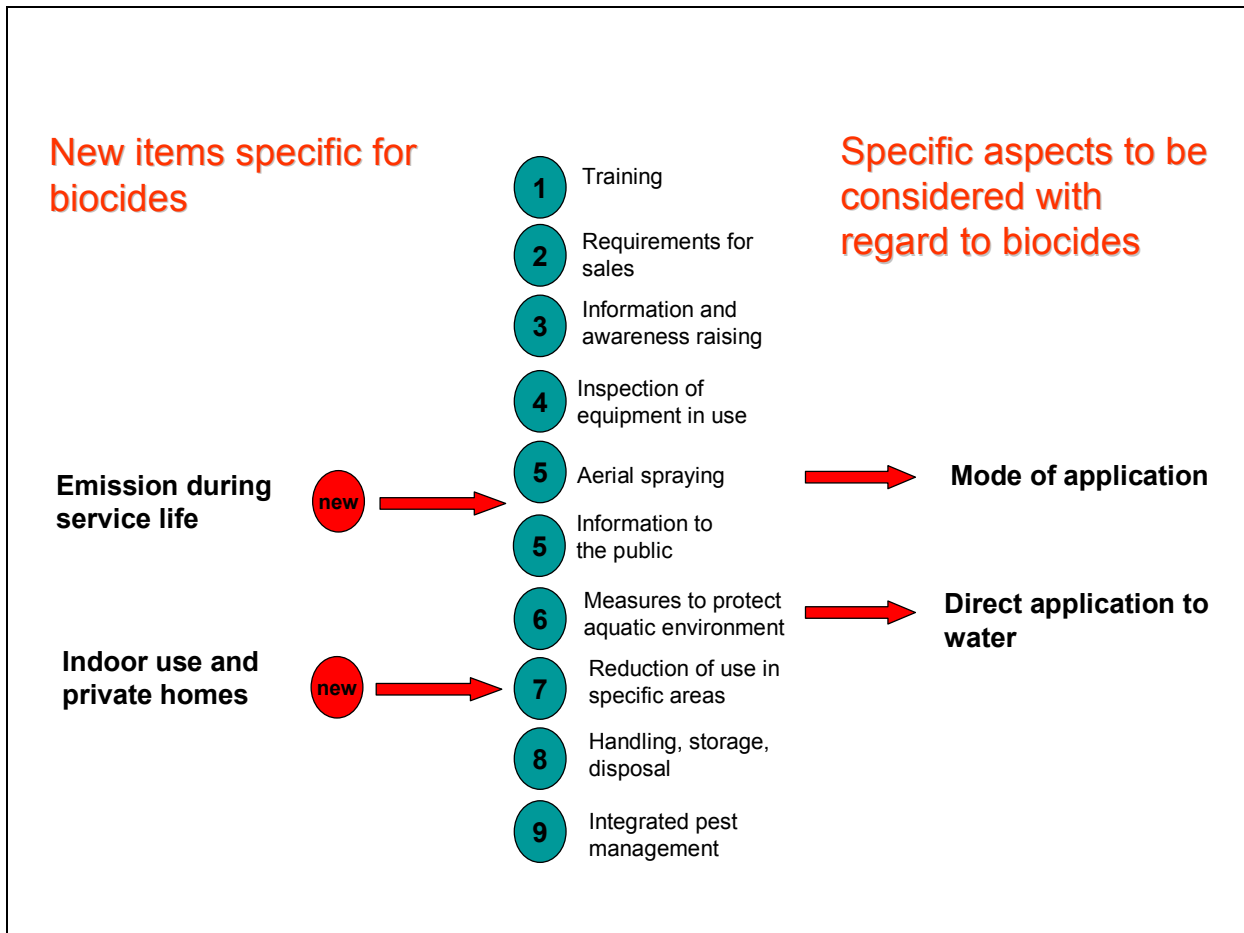 New items specific for
biocides
Emission during
service life
new
Indoor use and
private homes
new
1
Training
2
Requirements for
sales
3
Information and
awareness raising
4
Inspection of
equipment in use
5
Aerial spraying
5
Information to
the public
6
Measures to protect
aquatic environment
7
Reduction of use in
specific areas
8
Handling, storage,
disposal
9
Integrated pest
management
Specific aspects to be
considered with
regard to biocides
Mode of application
Direct application to
water